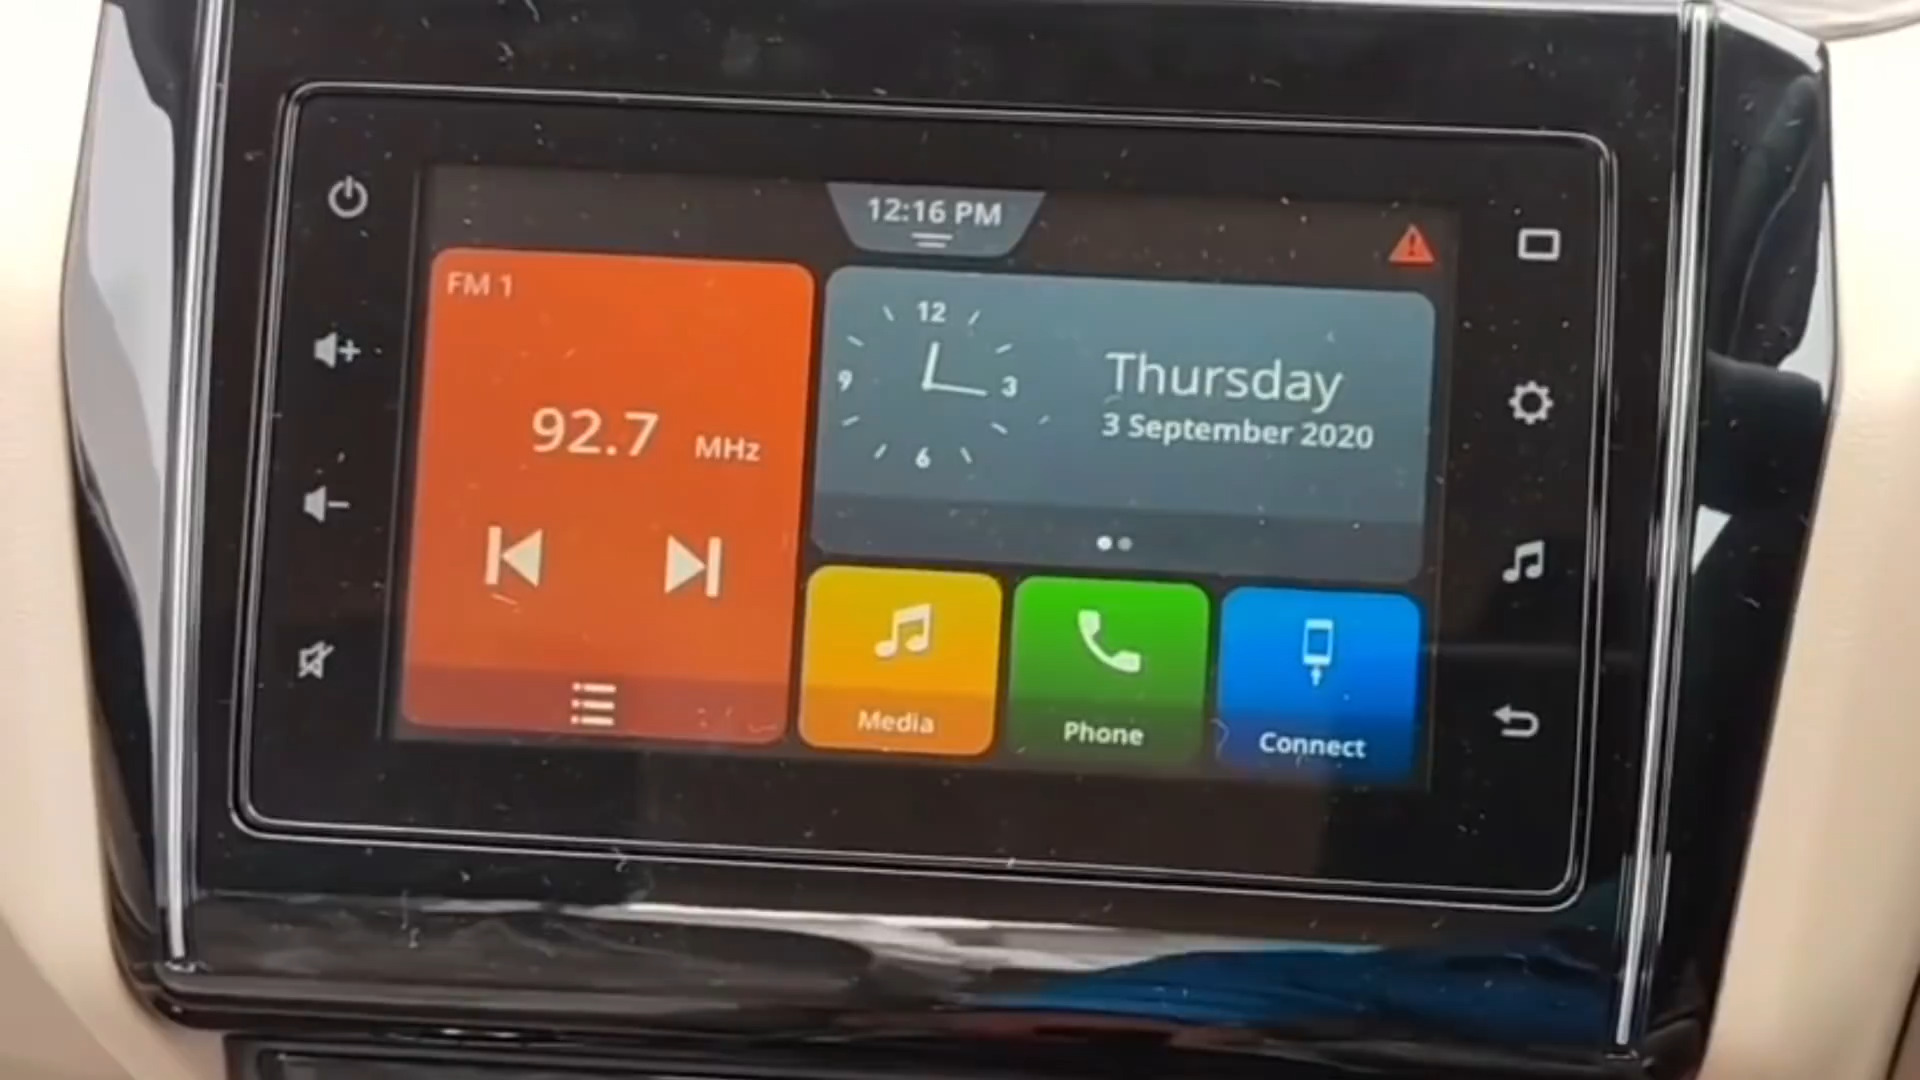 12:16 PM
FM 1
92.7 MHz
12
9
3
6
Thursday
3 September 2020
Media
Phone
Connect